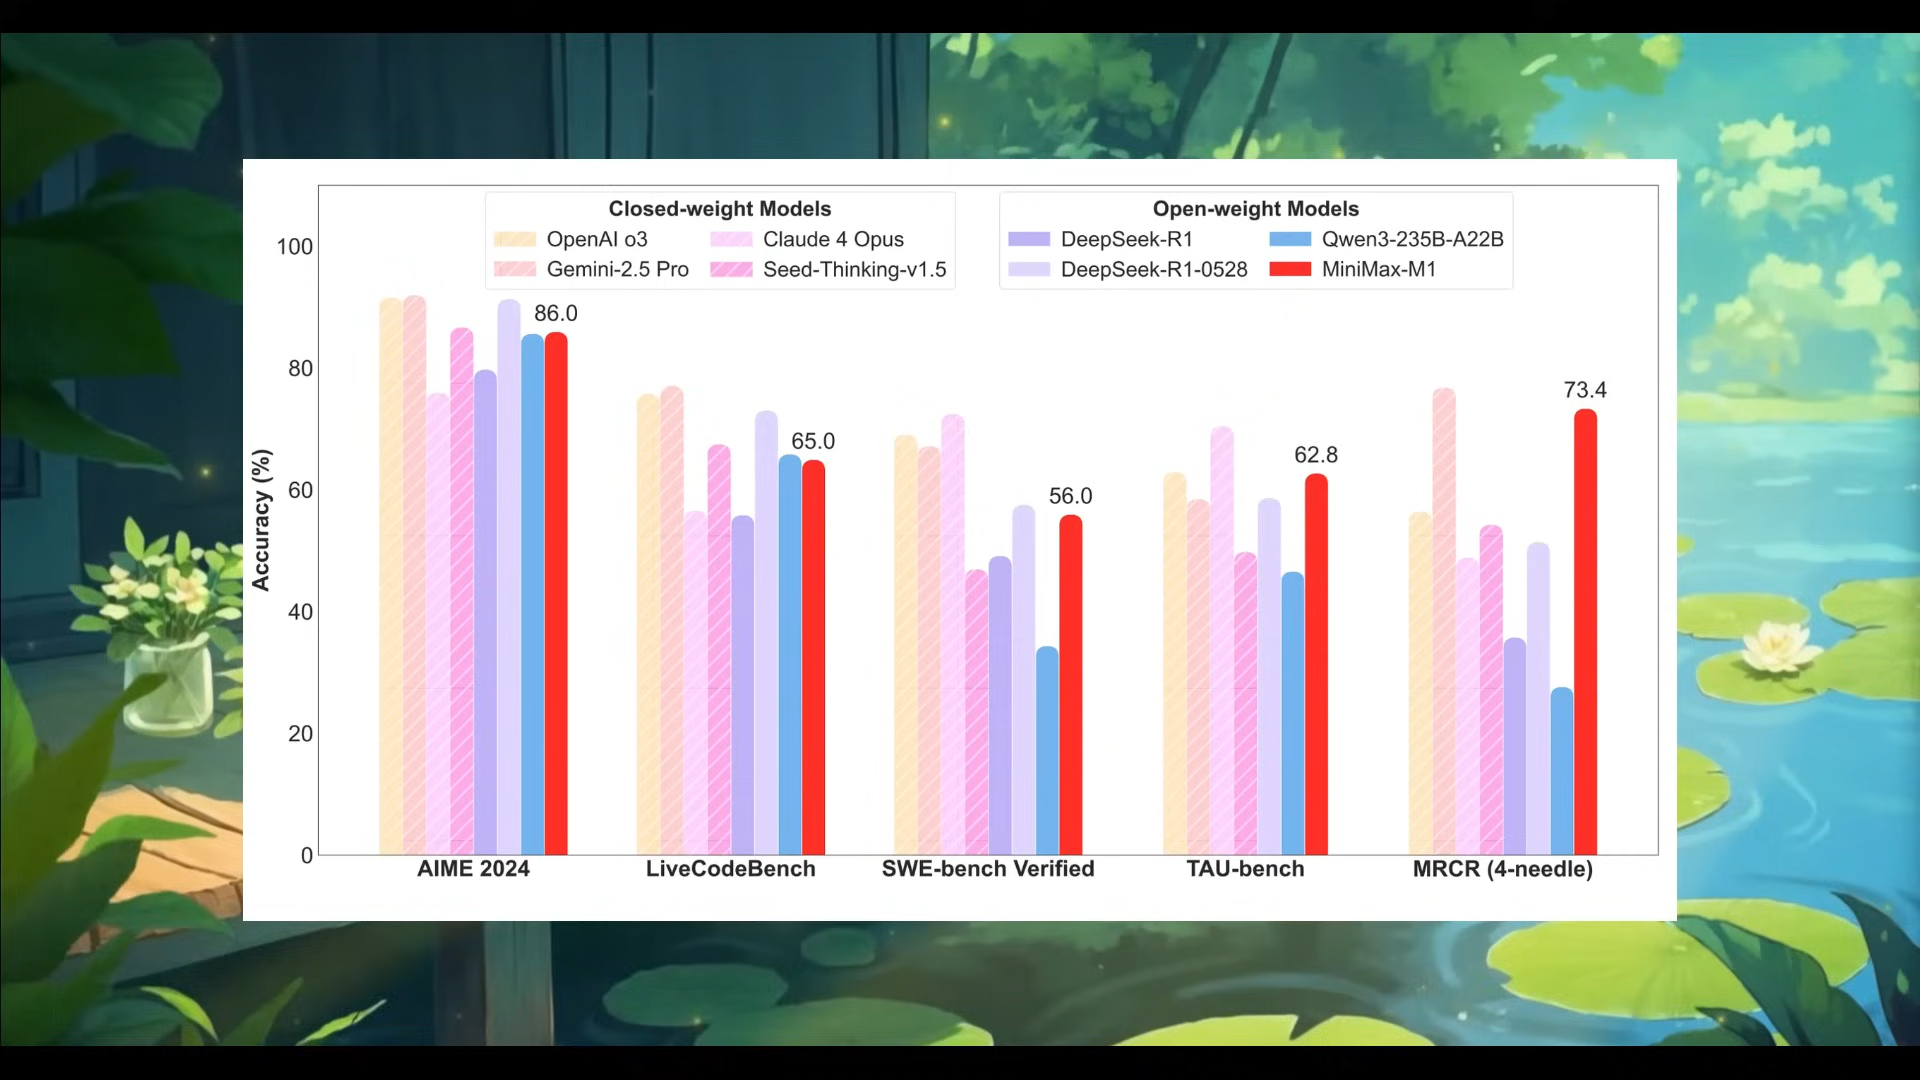 Closed-weight Models
OpenAI o3
Claude 4 Opus
Gemini-2.5 Pro
Seed-Thinking-v1.5
Open-weight Models
DeepSeek-R1
Qwen3-235B-A22B
DeepSeek-R1-0528
MiniMax-M1
Accuracy (%)
100
80
60
40
20
0
86.0
65.0
56.0
62.8
73.4
AIME 2024
LiveCodeBench
SWE-bench Verified
TAU-bench
MRCR (4-needle)